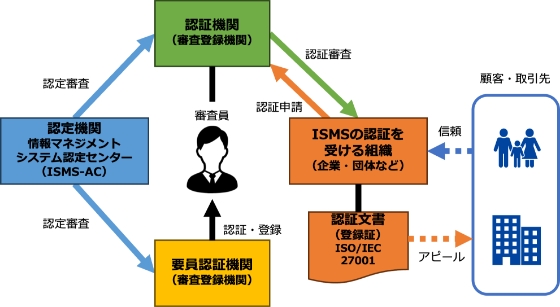 認証機関
(審査登録機関)
認定審査
認証審査
認証申請
顧客・取引先
審査員
認定機関
情報マネジメント
システム認定センター
(ISMS-AC)
ISMSの認証を
受ける組織
(企業・団体など)
信頼
認定審査
認証・登録
認証文書
(登録証)
ISO/IEC
27001
アピール
要員認証機関
(審査登録機関)